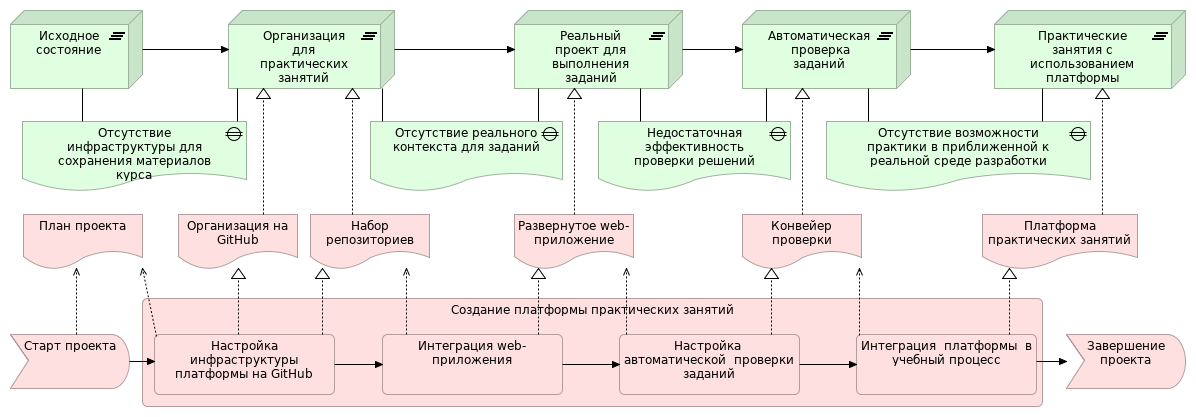 Исходное
состояние
Организация
для
практических
занятий
Реальный
проект для
выполнения
заданий
Автоматическая
проверка
заданий
Практические
занятия с
использованием
платформы
Отсутствие
инфраструктуры для
сохранения материалов
курса
Отсутствие реального
контекста для заданий
Недостаточная
эффективность
проверки решений
Отсутствие возможности
практики в приближенной к
реальной среде разработки
План проекта
Организация на
GitHub
Набор
репозиториев
Развернутое web-
приложение
Конвейер
проверки
Платформа
практических занятий
Создание платформы практических занятий
Старт проекта
Настройка
инфраструктуры
платформы на GitHub
Интеграция web-
приложения
Настройка
автоматической проверки
заданий
Интеграция платформы в
учебный процесс
Завершение
проекта